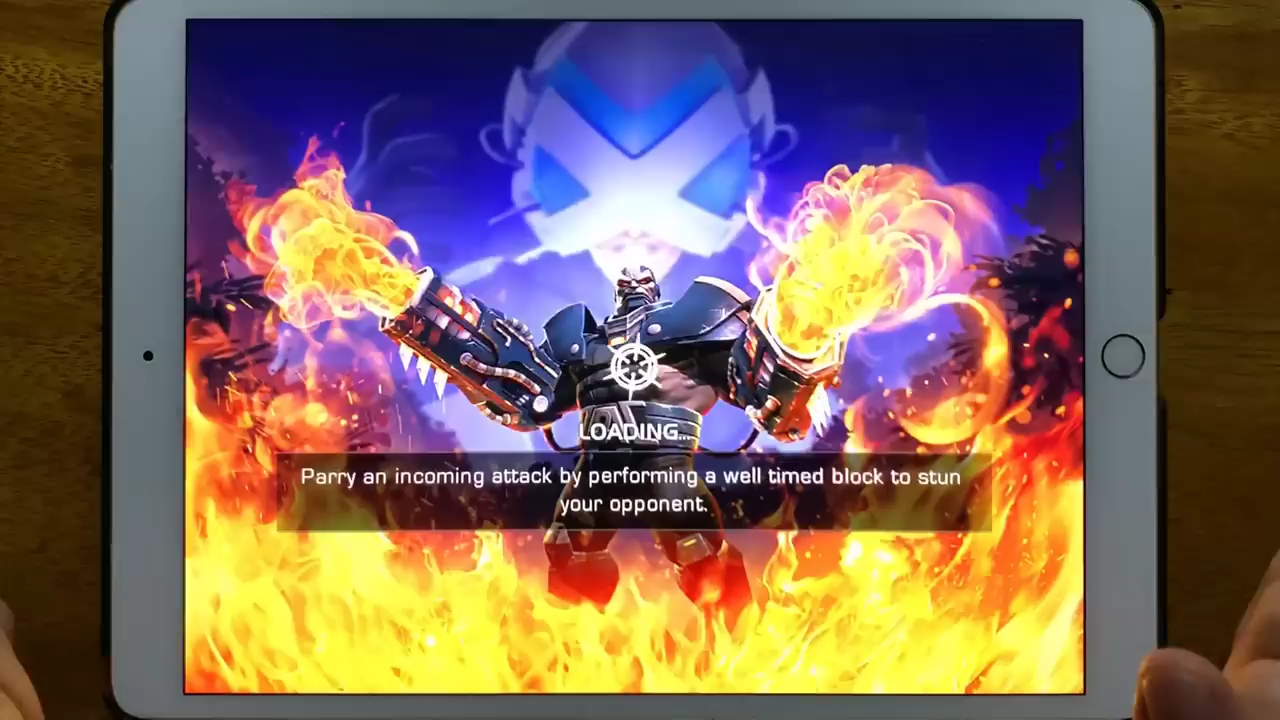 LOADING...
Parry an incoming attack by performing a well timed block to stun
your opponent.